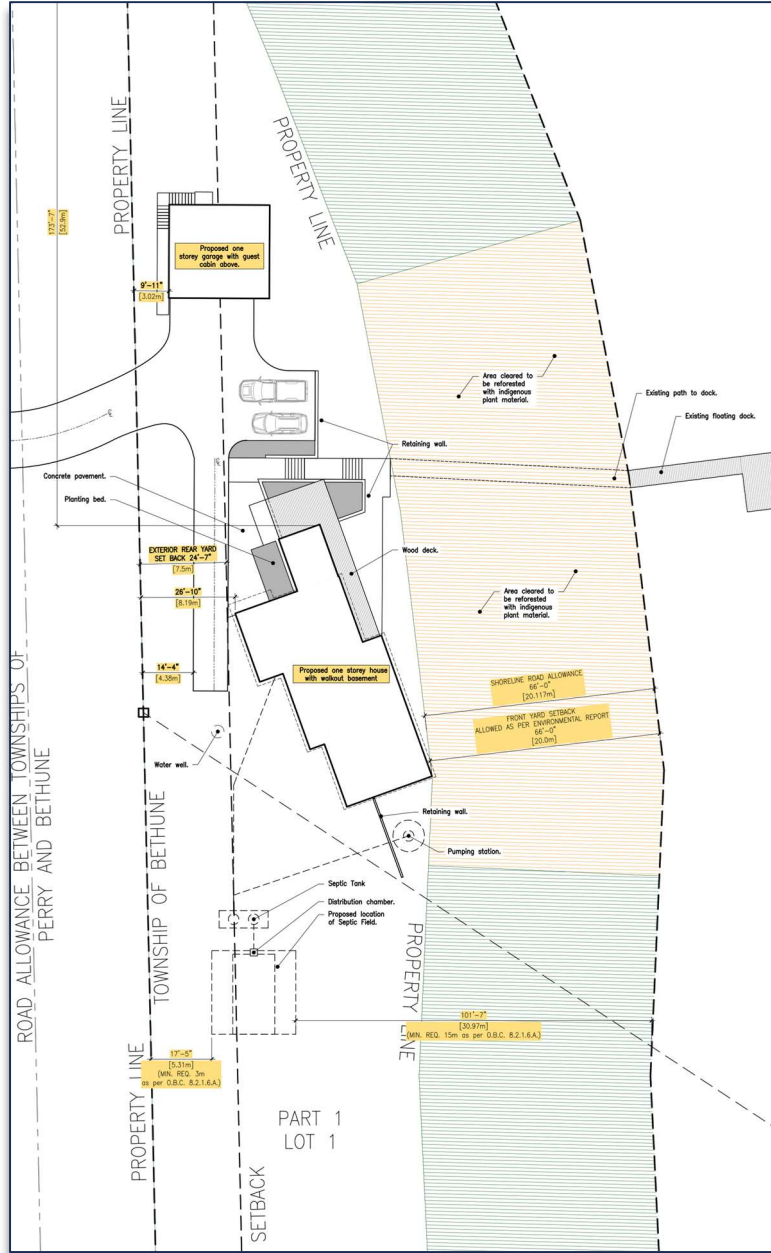 PROPERTY LINE
PROPERTY LINE
173'-7"
[52.9m]
Proposed one
storey garage with guest
cabin above.
9'-11"
[3.02m]
Area cleared to
be reforested
with indigenous
plant material.
Existing path to dock.
Existing floating dock.
Retaining wall.
Concrete pavement.
Planting bed.
EXTERIOR REAR YARD
SET BACK 24'-7"
[7.5m]
Wood deck.
26'-10"
[8.19m]
Area cleared to
be reforested
with indigenous
plant material.
14'-4"
[4.38m]
Proposed one storey house
with walkout basement
SHORELINE ROAD ALLOWANCE
66'-0"
[20.117m]
FRONT YARD SETBACK
ALLOWED AS PER ENVIRONMENTAL REPORT
66'-0"
[20.0m]
Water well.
ROAD ALLOWANCE BETWEEN TOWNSHIPS OF
PERRY AND BETHUNE
TOWNSHIP OF BETHUNE
Retaining wall.
Pumping station.
Septic Tank
Distribution chamber.
Proposed location
of Septic Field.
PROPERTY LINE
101'-7"
[30.97m]
(MIN. REQ. 15m as per O.B.C. 8.2.1.6.A.)
17'-5"
[5.31m]
(MIN. REQ. 3m
as per O.B.C. 8.2.1.6.A.)
PROPERTY LINE
PART 1
LOT 1
SETBACK